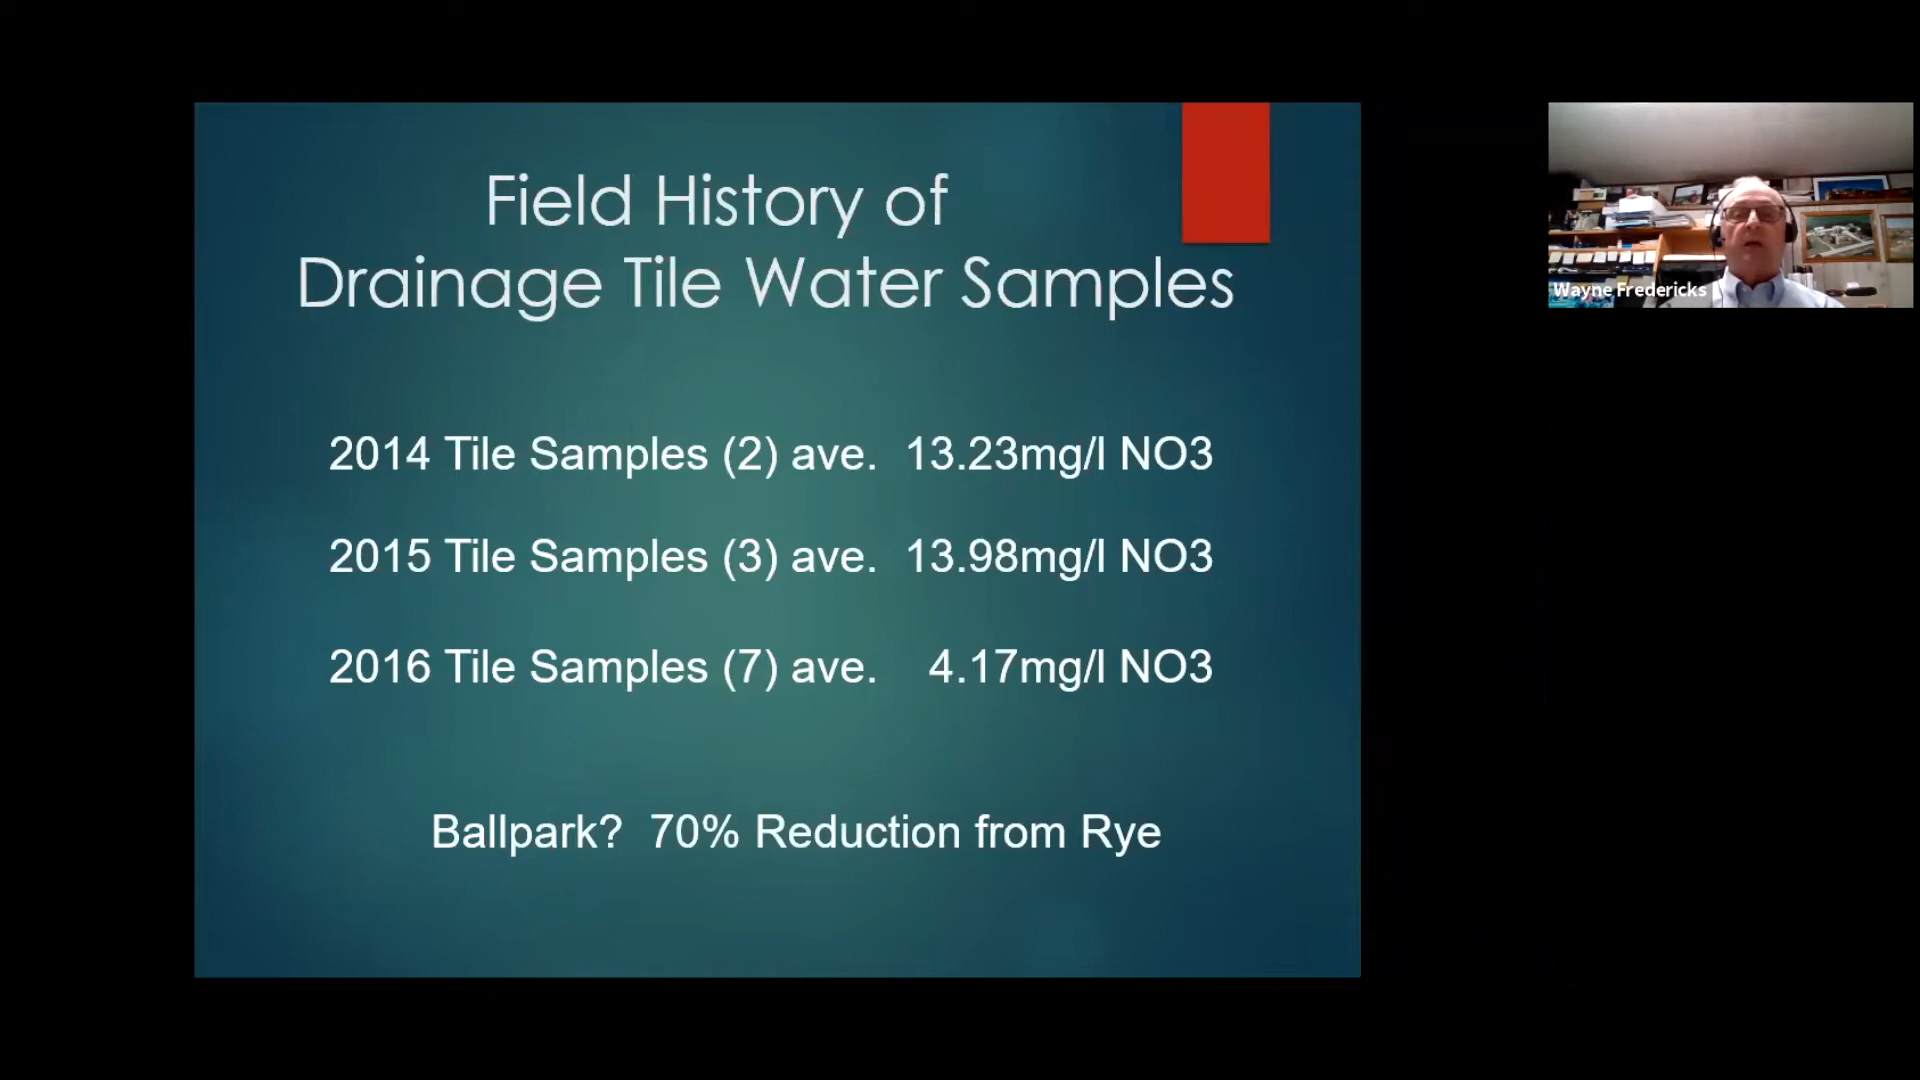 Field History of
Drainage Tile Water Samples
2014 Tile Samples (2) ave. 13.23mg/l NO3
2015 Tile Samples (3) ave. 13.98mg/l NO3
2016 Tile Samples (7) ave. 4.17mg/l NO3
Ballpark? 70% Reduction from Rye
Wayne Fredericks